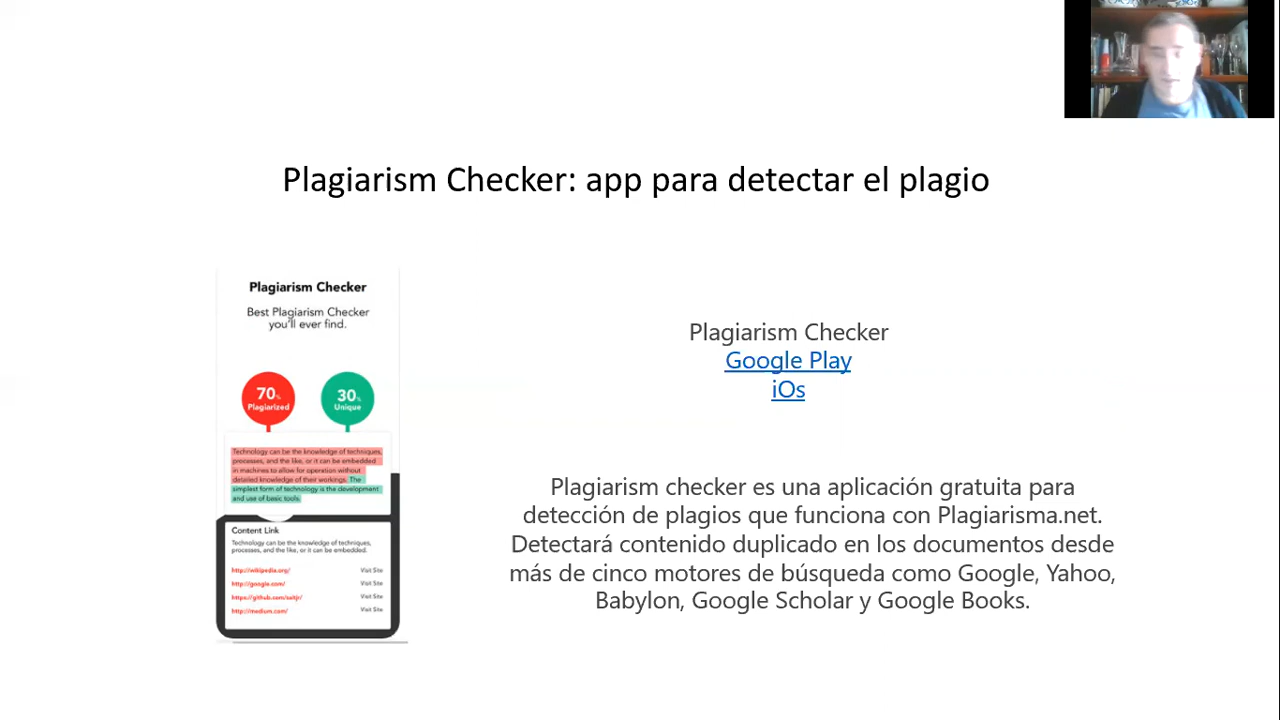 Plagiarism Checker: app para detectar el plagio
Plagiarism Checker
Best Plagiarism Checker
you'll ever find.
70%
Plagiarized
30%
Unique
Technology can be the knowledge of techniques,
processes, and the like, or it can be embedded
in machines to allow for operation without
detailed knowledge of their workings. The
simplest form of technology is the development
and use of basic tools.
Content Link
Technology can be the knowledge of techniques,
processes, and the like, or it can be embedded.
http://wikipedia.org/ Visit Site
http://google.com/ Visit Site
https://github.com/saitjr/ Visit Site
http://medium.com/ Visit Site
Plagiarism Checker
Google Play
iOs
Plagiarism checker es una aplicación gratuita para
detección de plagios que funciona con Plagiarisma.net.
Detectará contenido duplicado en los documentos desde
más de cinco motores de búsqueda como Google, Yahoo,
Babylon, Google Scholar y Google Books.